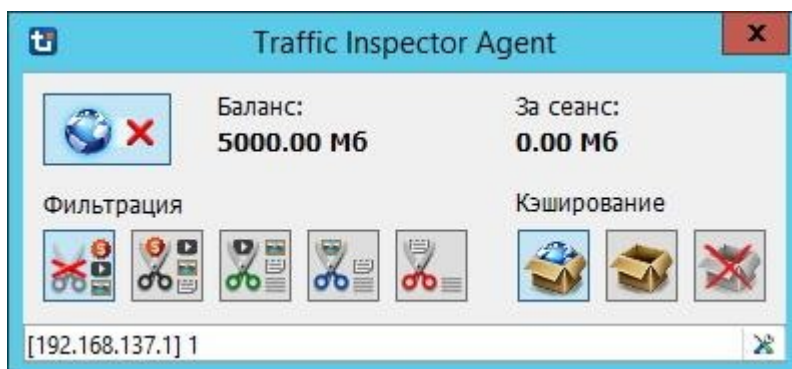 Traffic Inspector Agent
Баланс:
5000.00 Мб
За сеанс:
0.00 Мб
Фильтрация
Кэширование
[192.168.137.1] 1